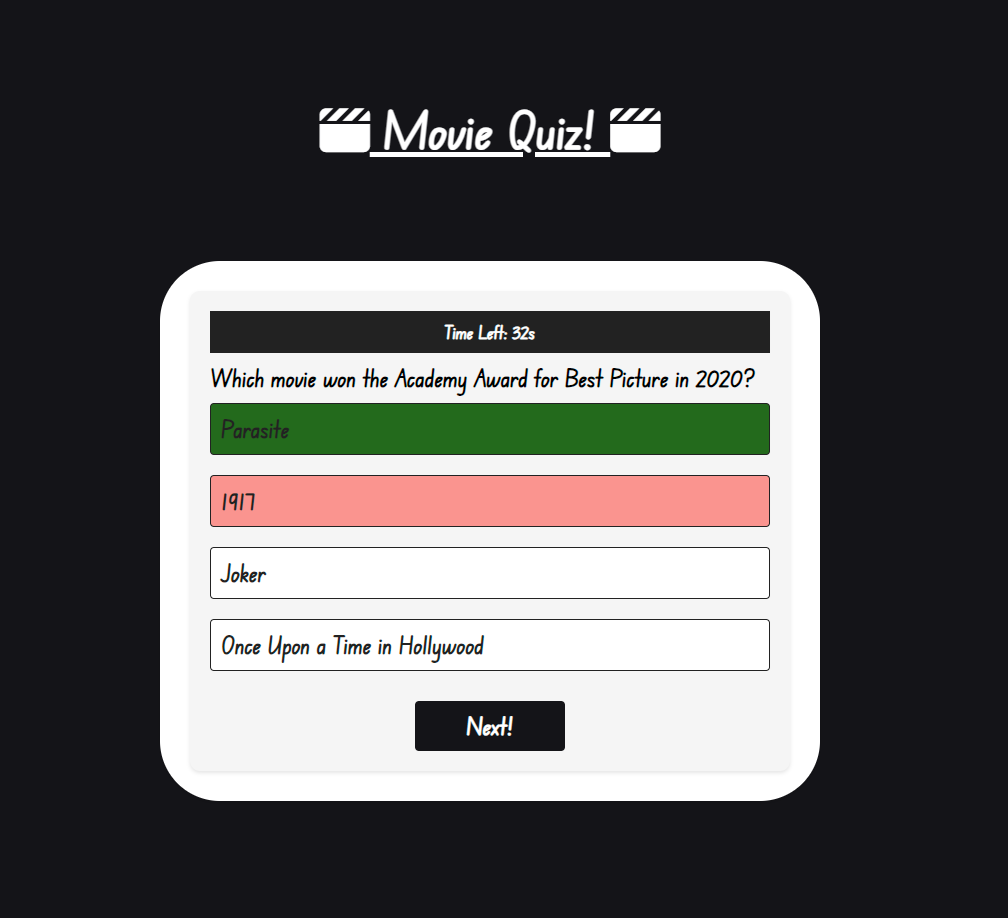 Movie Quiz!
Time Left: 32s
Which movie won the Academy Award for Best Picture in 2020?
Parasite
1917
Joker
Once Upon a Time in Hollywood
Next!